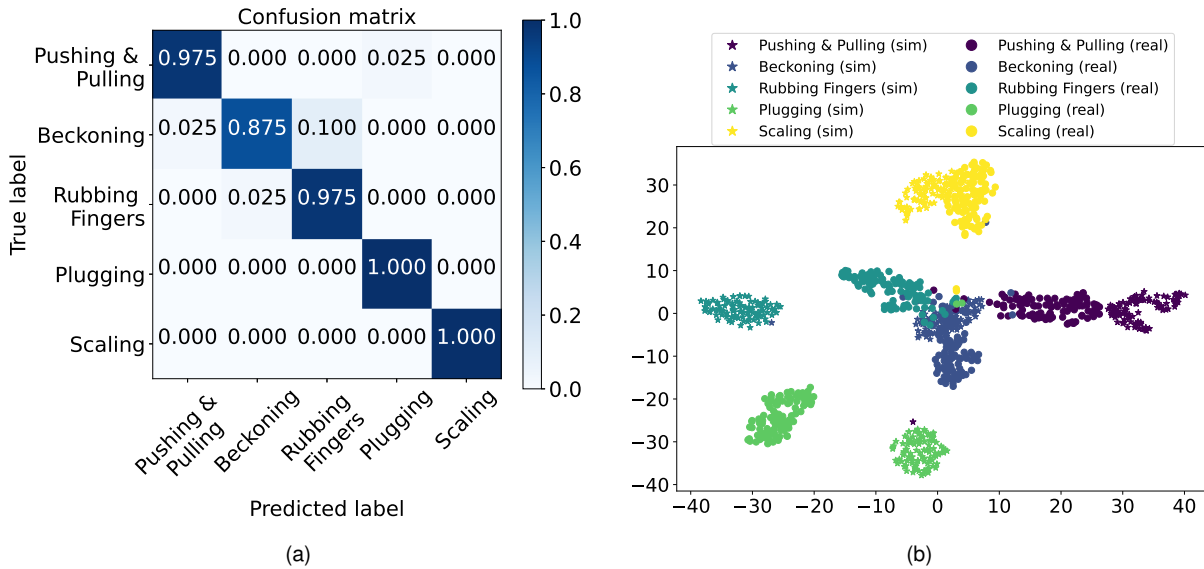 Confusion matrix
Pushing &
Pulling
0.975 0.000 0.000 0.025 0.000
Beckoning
0.025 0.875 0.100 0.000 0.000
Rubbing
Fingers
0.000 0.025 0.975 0.000 0.000
Plugging
0.000 0.000 0.000 1.000 0.000
Scaling
0.000 0.000 0.000 0.000 1.000
True label
Pushing &
Pulling
Beckoning
Rubbing
Fingers
Plugging
Scaling
Predicted label
1.0
0.8
0.6
0.4
0.2
0.0
(a)
Pushing & Pulling (sim)
Beckoning (sim)
Rubbing Fingers (sim)
Plugging (sim)
Scaling (sim)
Pushing & Pulling (real)
Beckoning (real)
Rubbing Fingers (real)
Plugging (real)
Scaling (real)
30
20
10
0
−10
−20
−30
−40
−40 −30 −20 −10 0 10 20 30 40
(b)